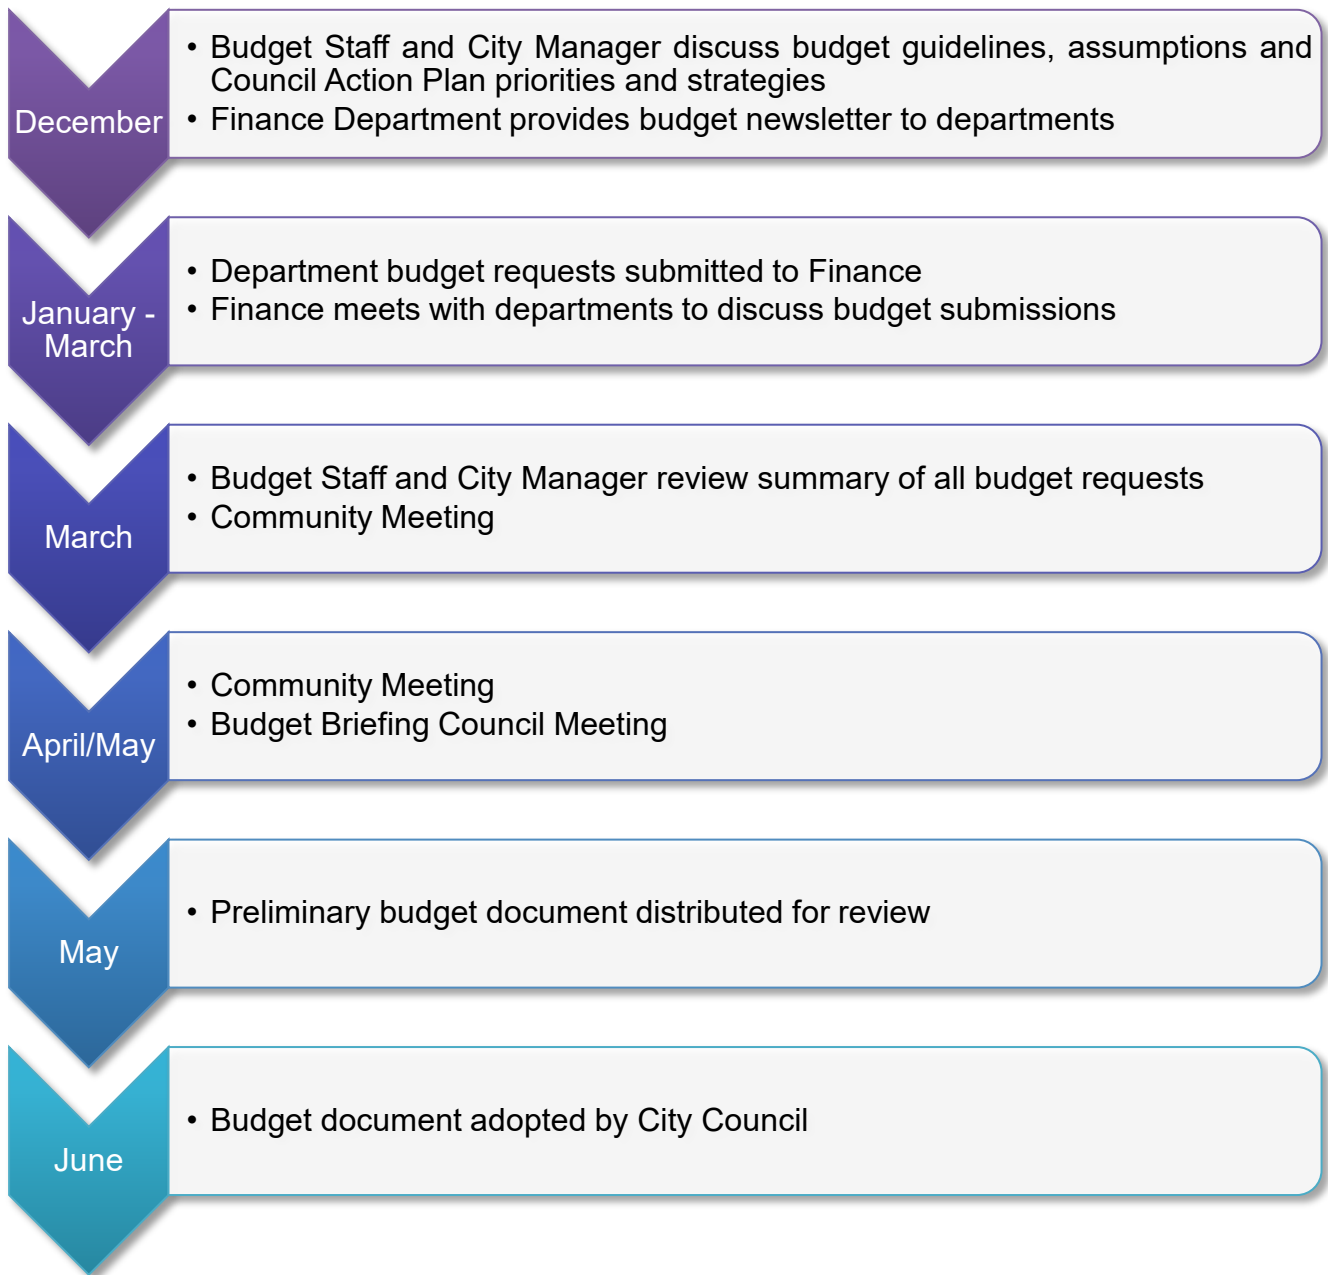 December
• Budget Staff and City Manager discuss budget guidelines, assumptions and
Council Action Plan priorities and strategies
• Finance Department provides budget newsletter to departments
January -
March
• Department budget requests submitted to Finance
• Finance meets with departments to discuss budget submissions
March
• Budget Staff and City Manager review summary of all budget requests
• Community Meeting
April/May
• Community Meeting
• Budget Briefing Council Meeting
May
• Preliminary budget document distributed for review
June
• Budget document adopted by City Council